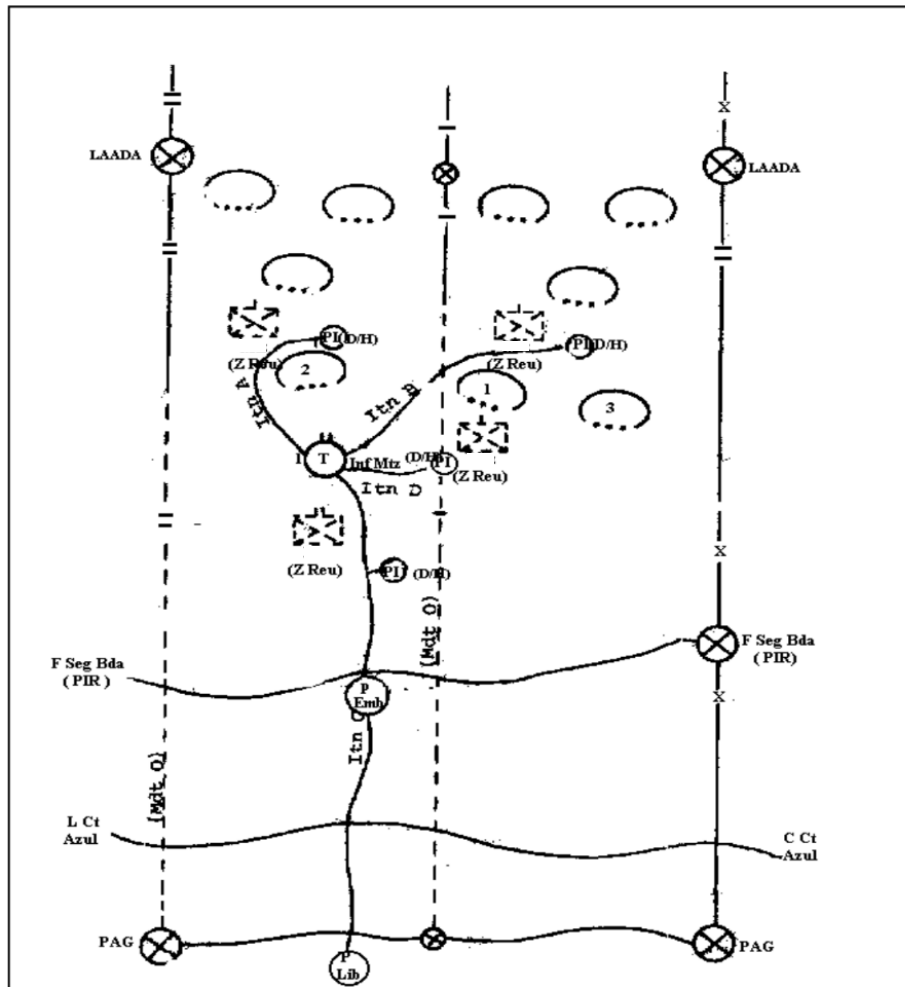 X
LAADA
LAADA
PI
(D/H)
PI
(D/H)
(Z Reu)
2
(Z Reu)
Itn A
Itn B
1
3
1
T
Inf Mtz
(D/H)
PI
(Z Reu)
Itn D
(Z Reu)
PI
(D/H)
X
(Mdt O)
F Seg Bda
(PIR)
F Seg Bda
(PIR)
P
Emb
X
Itn C
(Mdt O)
L Ct
Azul
C Ct
Azul
PAG
PAG
P
Lib